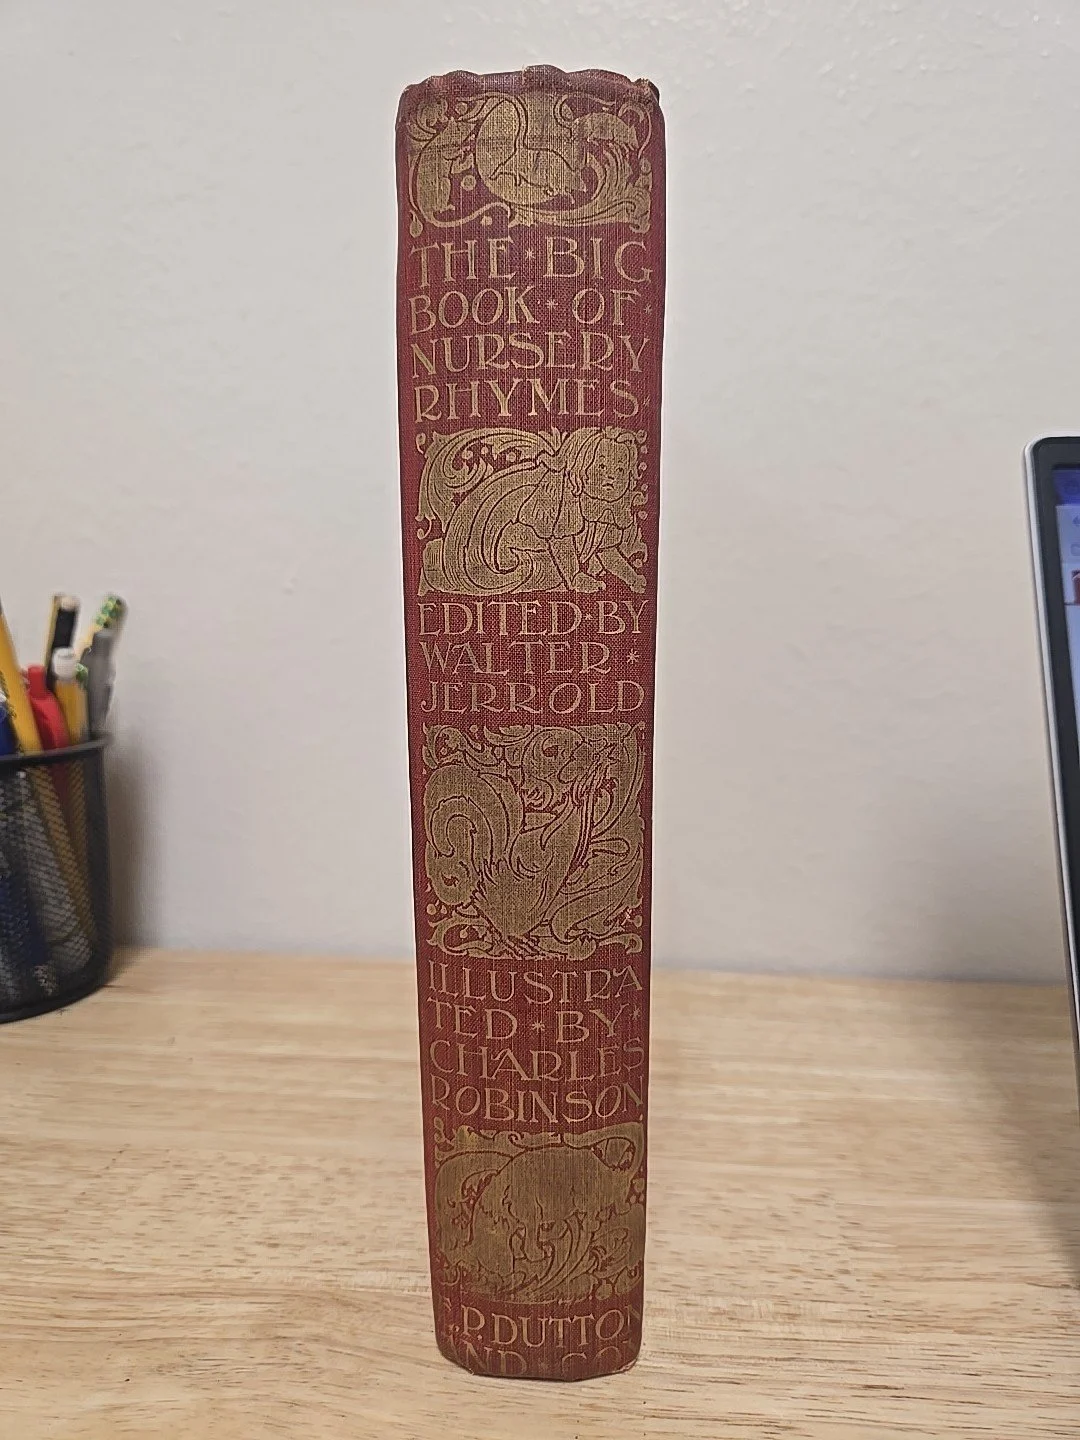 THE * BIG
BOOK * OF *
NURSERY
RHYMES *
EDITED·BY
WALTER *
JERROLD
ILLUSTRA
TED * BY *
CHARLES
ROBINSON
E.P.DUTTON
AND * CO